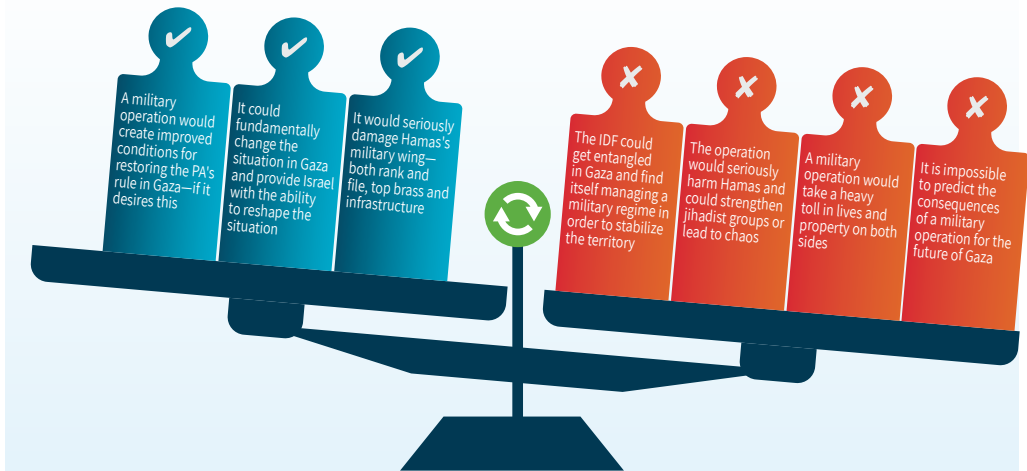 A military
operation would
create improved
conditions for
restoring the PA's
rule in Gaza—if it
desires this
It could
fundamentally
change the
situation in Gaza
and provide Israel
with the ability
to reshape the
situation
It would seriously
damage Hamas's
military wing—
both rank and
file, top brass and
infrastructure
The IDF could
get entangled
in Gaza and find
itself managing a
military regime in
order to stabilize
the territory
The operation
would seriously
harm Hamas and
could strengthen
jihadist groups or
lead to chaos
A military
operation would
take a heavy
toll in lives and
property on both
sides
It is impossible
to predict the
consequences
of a military
operation for the
future of Gaza